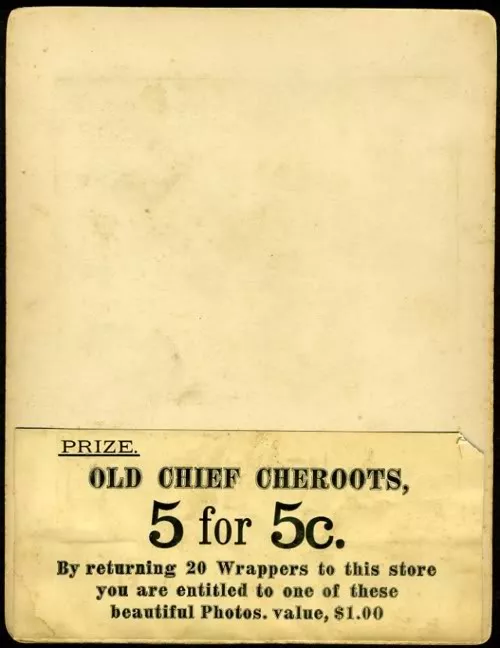 PRIZE.
OLD CHIEF CHEROOTS,
5 for 5c.
By returning 20 Wrappers to this store
you are entitled to one of these
beautiful Photos. value, $1.00